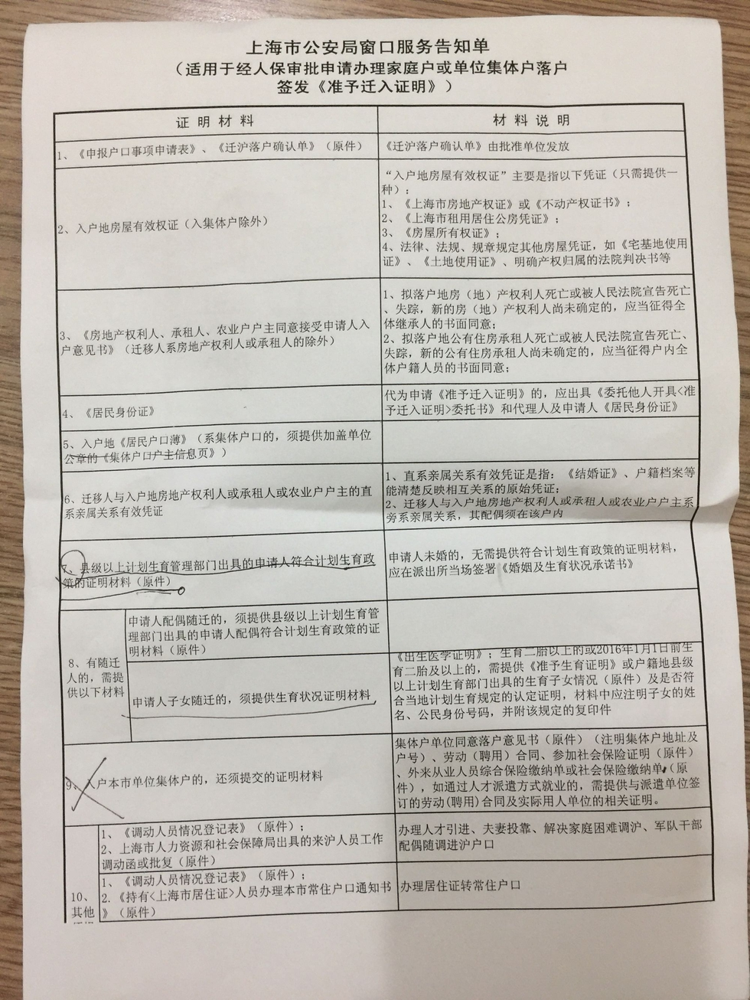 上海市公安局窗口服务告知单
（适用于经人保审批申请办理家庭户或单位集体户落户
签发《准予迁入证明》）
证明材料
材料说明
1、《申报户口事项申请表》、《迁沪落户确认单》（原件）
《迁沪落户确认单》由批准单位发放
2、入户地房屋有效权证（入集体户除外）
“入户地房屋有效权证”主要是指以下凭证（只需提供一
种）：
1、《上海市房地产权证》或《不动产权证书》；
2、《上海市租用居住公房凭证》；
3、《房屋所有权证》；
4、法律、法规、规章规定其他房屋凭证，如《宅基地使用
证》、《土地使用证》、明确产权归属的法院判决书等
3、《房地产权利人、承租人、农业户户主同意接受申请人入
户意见书》（迁移人系房地产权利人或承租人的除外）
1、拟落户地房（地）产权利人死亡或被人民法院宣告死亡
、失踪，新的房（地）产权利人尚未确定的，应当征得全
体继承人的书面同意；
2、拟落户地公有住房承租人死亡或被人民法院宣告死亡、
失踪，新的公有住房承租人尚未确定的，应当征得户内全
体户籍人员的书面同意；
4、《居民身份证》
代为申请《准予迁入证明》的，应出具《委托他人开具<准
予迁入证明>委托书》和代理人及申请人《居民身份证》
5、入户地《居民户口薄》（系集体户口的，须提供加盖单位
公章的《集体户口户主信息页》）
6、迁移人与入户地房地产权利人或承租人或农业户户主的直
系亲属关系有效凭证
1、直系亲属关系有效凭证是指：《结婚证》、户籍档案等
能清楚反映相互关系的原始凭证；
2、迁移人与入户地房地产权利人或承租人或农业户户主系
旁系亲属关系，其配偶须在该户内
7、县级以上计划生育管理部门出具的申请人符合计划生育政
策的证明材料（原件）
申请人未婚的，无需提供符合计划生育政策的证明材料，
应在派出所当场签署《婚姻及生育状况承诺书》
8、有随迁
人的，需提
供以下材料
申请人配偶随迁的，须提供县级以上计划生育管
理部门出具的申请人配偶符合计划生育政策的证
明材料（原件）
申请人子女随迁的，须提供生育状况证明材料
《出生医学证明》；生育二胎以上的或2016年1月1日前生
育二胎及以上的，需提供《准予生育证明》或户籍地县级
以上计划生育部门出具的生育子女情况（原件）及是否符
合当地计划生育规定的认定证明，材料中应注明子女的姓
名、公民身份号码，并附该规定的复印件
9、入户本市单位集体户的，还须提交的证明材料
集体户单位同意落户意见书（原件）（注明集体户地址及
户号）、劳动（聘用）合同、参加社会保险证明（原件）
、外来从业人员综合保险缴纳单或社会保险缴纳单（原
件），如通过人才派遣方式就业的，需提供与派遣单位签
订的劳动(聘用)合同及实际用人单位的相关证明。
10、
其他
1、《调动人员情况登记表》（原件）；
2、上海市人力资源和社会保障局出具的来沪人员工作
调动函或批复（原件）
办理人才引进、夫妻投靠、解决家庭困难调沪、军队干部
配偶随调进沪户口
1、《调动人员情况登记表》（原件）；
2.《持有<上海市居住证>人员办理本市常住户口通知书
》（原件）
办理居住证转常住户口